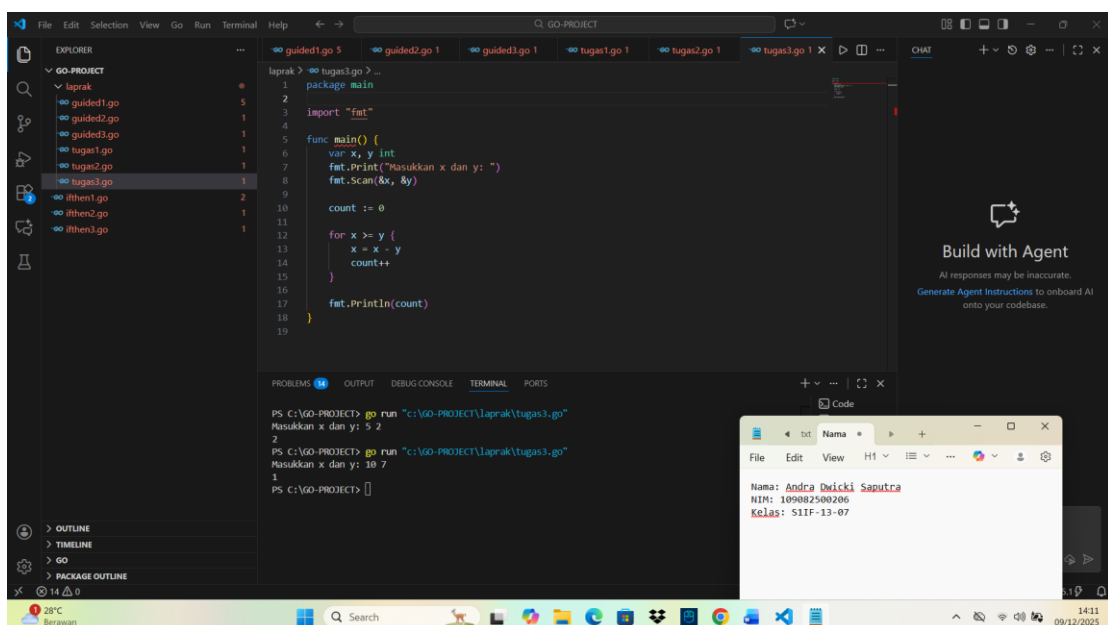 File Edit Selection View Go Run Terminal Help
GO-PROJECT
EXPLORER
guided1.go 5 guided2.go 1 guided3.go 1 tugas1.go 1 tugas2.go 1 tugas3.go 1
CHAT
GO-PROJECT
laprak
guided1.go 5
guided2.go 1
guided3.go 1
tugas1.go 1
tugas2.go 1
tugas3.go 1
ifthen1.go 2
ifthen2.go 1
ifthen3.go 1
laprak > tugas3.go > ...
1 package main
2
3 import "fmt"
4
5 func main() {
6 var x, y int
7 fmt.Print("Masukkan x dan y: ")
8 fmt.Scan(&x, &y)
9
10 count := 0
11
12 for x >= y {
13 x = x - y
14 count++
15 }
16
17 fmt.Println(count)
18 }
19
Build with Agent
AI responses may be inaccurate.
Generate Agent Instructions to onboard AI
onto your codebase.
PROBLEMS 14 OUTPUT DEBUG CONSOLE TERMINAL PORTS
Code
PS C:\GO-PROJECT> go run "c:\GO-PROJECT\laprak\tugas3.go"
Masukkan x dan y: 5 2
2
PS C:\GO-PROJECT> go run "c:\GO-PROJECT\laprak\tugas3.go"
Masukkan x dan y: 10 7
1
PS C:\GO-PROJECT>
txt Nama
File Edit View H1
Nama: Andra Dwicki Saputra
NIM: 109082500206
Kelas: S1IF-13-07
OUTLINE
TIMELINE
GO
PACKAGE OUTLINE
14 0
28°C
Berawan
Search
14:11
09/12/2025